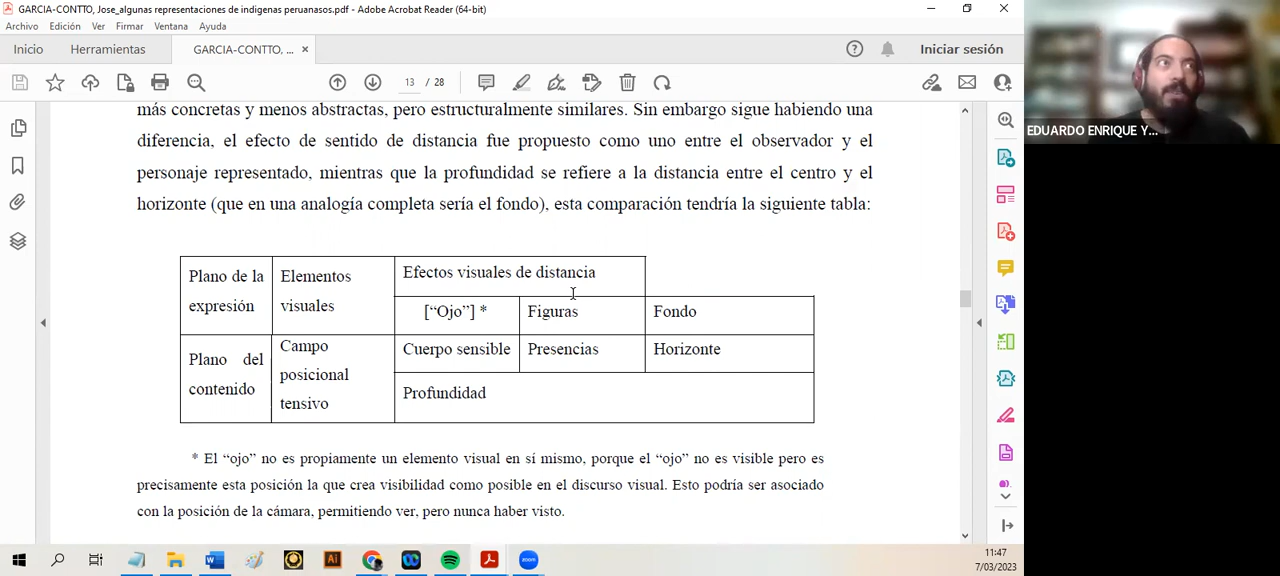 GARCIA-CONTTO, Jose_algunas representaciones de indigenas peruanasos.pdf - Adobe Acrobat Reader (64-bit)
Archivo Edición Ver Firmar Ventana Ayuda
Inicio Herramientas GARCIA-CONTTO, ... × Iniciar sesión
13 / 28
EDUARDO ENRIQUE Y...
más concretas y menos abstractas, pero estructuralmente similares. Sin embargo sigue habiendo una
diferencia, el efecto de sentido de distancia fue propuesto como uno entre el observador y el
personaje representado, mientras que la profundidad se refiere a la distancia entre el centro y el
horizonte (que en una analogía completa sería el fondo), esta comparación tendría la siguiente tabla:
Plano de la expresión
Elementos visuales
Efectos visuales de distancia
["Ojo"] * Figuras Fondo
Plano del contenido
Campo posicional tensivo
Cuerpo sensible Presencias Horizonte
Profundidad
* El "ojo" no es propiamente un elemento visual en sí mismo, porque el "ojo" no es visible pero es
precisamente esta posición la que crea visibilidad como posible en el discurso visual. Esto podría ser asociado
con la posición de la cámara, permitiendo ver, pero nunca haber visto.
11:47
7/03/2023